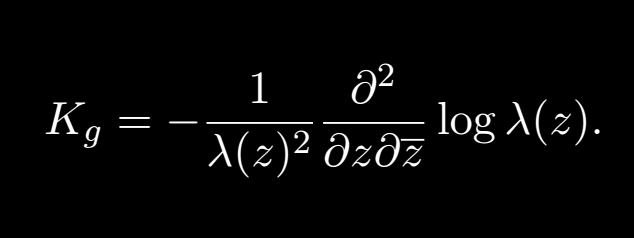 $K_g = -\frac{1}{\lambda(z)^2} \frac{\partial^2}{\partial z \partial \overline{z}} \log \lambda(z).$